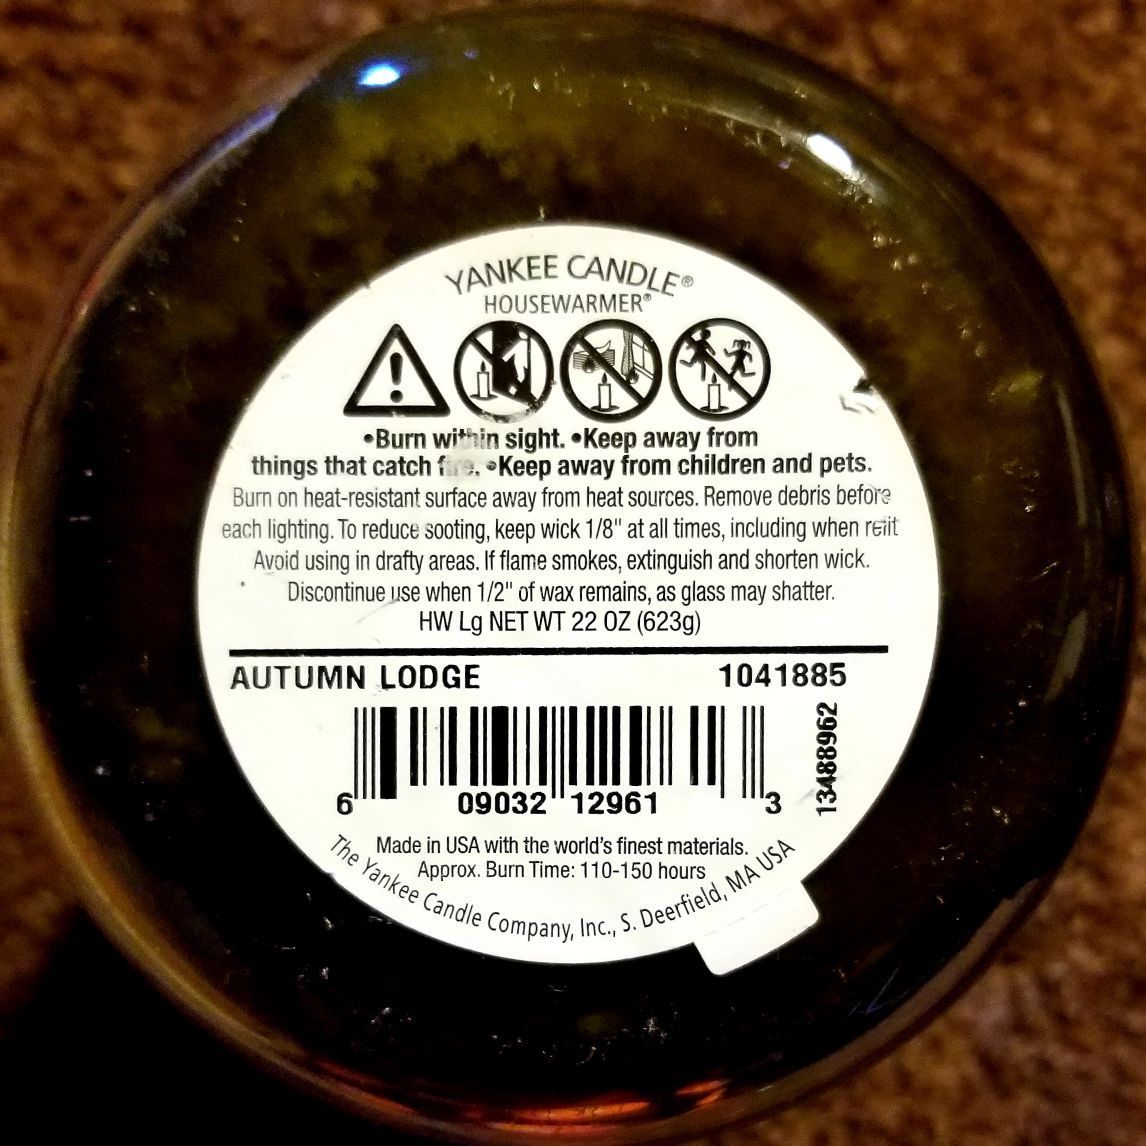 YANKEE CANDLE®
HOUSEWARMER®
•Burn within sight. •Keep away from
things that catch fire. •Keep away from children and pets.
Burn on heat-resistant surface away from heat sources. Remove debris before
each lighting. To reduce sooting, keep wick 1/8" at all times, including when relit
Avoid using in drafty areas. If flame smokes, extinguish and shorten wick.
Discontinue use when 1/2" of wax remains, as glass may shatter.
HW Lg NET WT 22 OZ (623g)
AUTUMN LODGE 1041885
13488962
6 09032 12961 3
Made in USA with the world's finest materials.
Approx. Burn Time: 110-150 hours
The Yankee Candle Company, Inc., S. Deerfield, MA USA